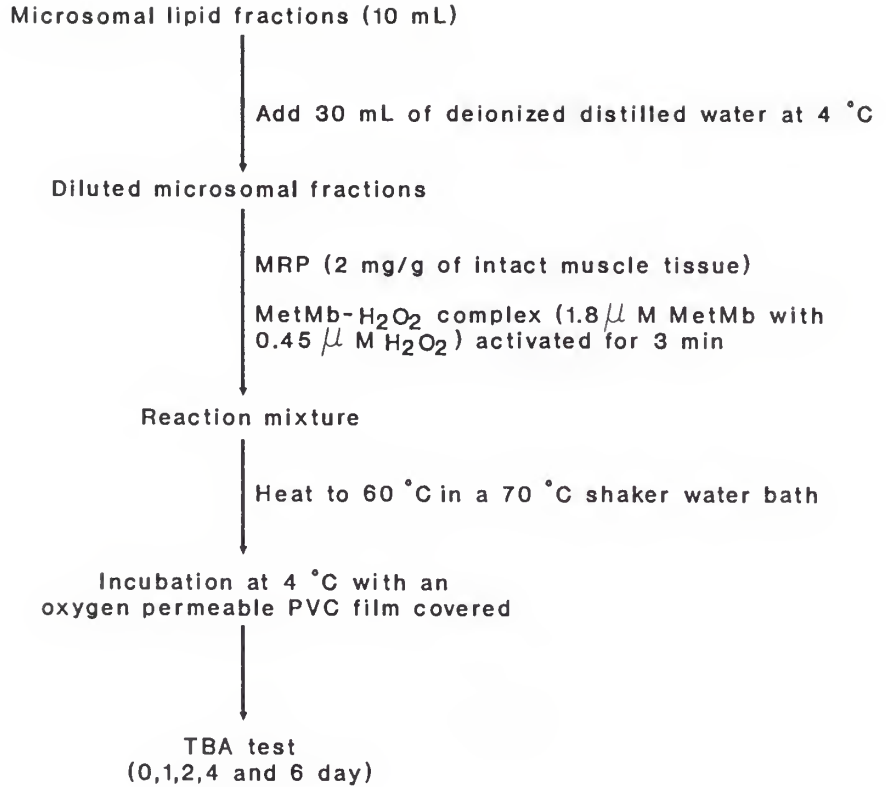 Microsomal lipid fractions (10 mL)
Add 30 mL of deionized distilled water at 4 °C
Diluted microsomal fractions
MRP (2 mg/g of intact muscle tissue)
MetMb-H₂O₂ complex (1.8 μ M MetMb with
0.45 μ M H₂O₂) activated for 3 min
Reaction mixture
Heat to 60 °C in a 70 °C shaker water bath
Incubation at 4 °C with an
oxygen permeable PVC film covered
TBA test
(0,1,2,4 and 6 day)